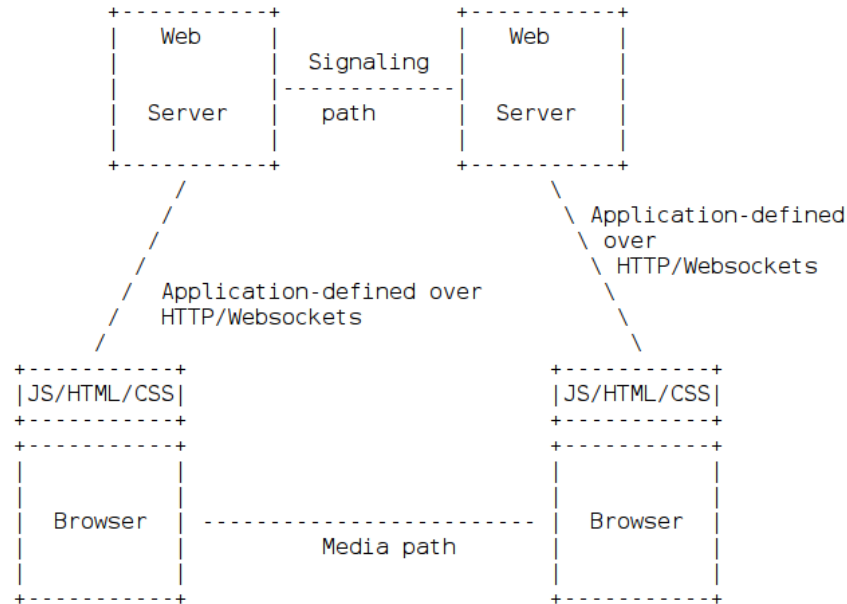 Web Web
Signaling
Server path Server
Application-defined
over
HTTP/Websockets
Application-defined over
HTTP/Websockets
JS/HTML/CSS JS/HTML/CSS
Browser Browser
Media path